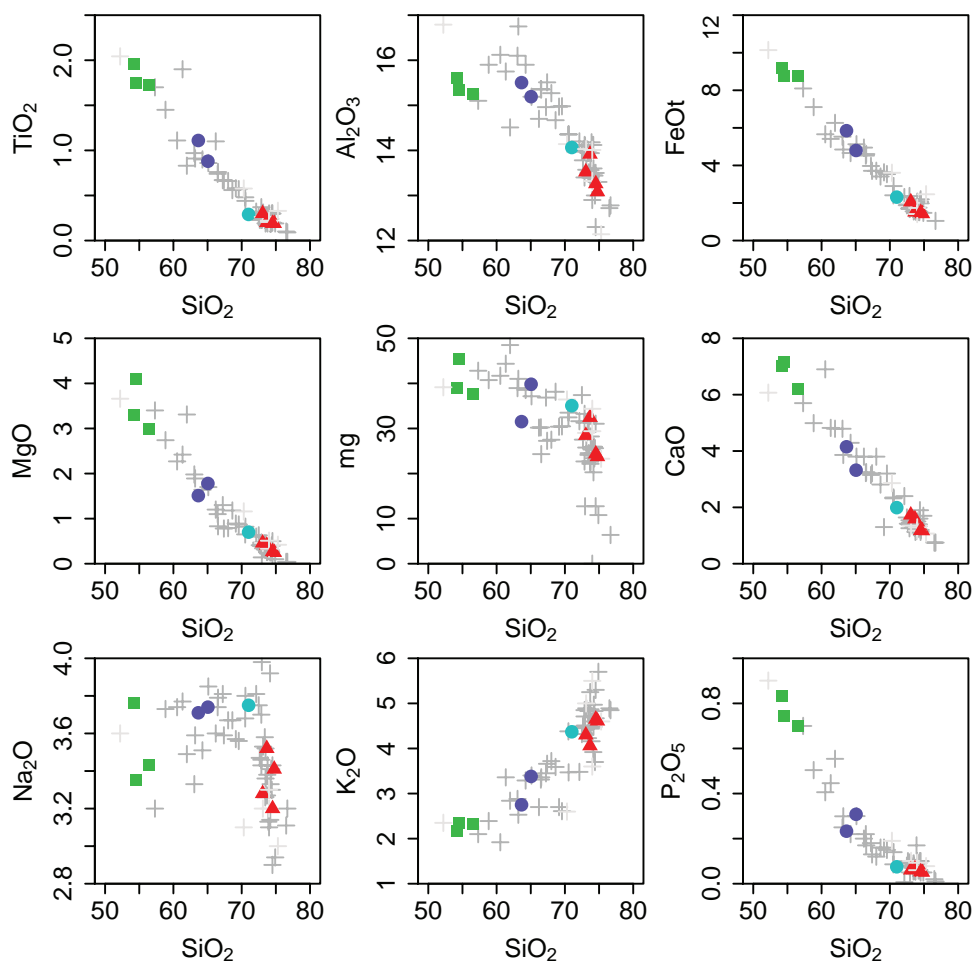 TiO2
0.0 1.0 2.0
50 60 70 80
SiO2
Al2O3
12 14 16
50 60 70 80
SiO2
FeOt
0 4 8 12
50 60 70 80
SiO2
MgO
0 1 2 3 4 5
50 60 70 80
SiO2
mg
0 10 30 50
50 60 70 80
SiO2
CaO
0 2 4 6 8
50 60 70 80
SiO2
Na2O
2.8 3.2 3.6 4.0
50 60 70 80
SiO2
K2O
1 2 3 4 5 6
50 60 70 80
SiO2
P2O5
0.0 0.4 0.8
50 60 70 80
SiO2